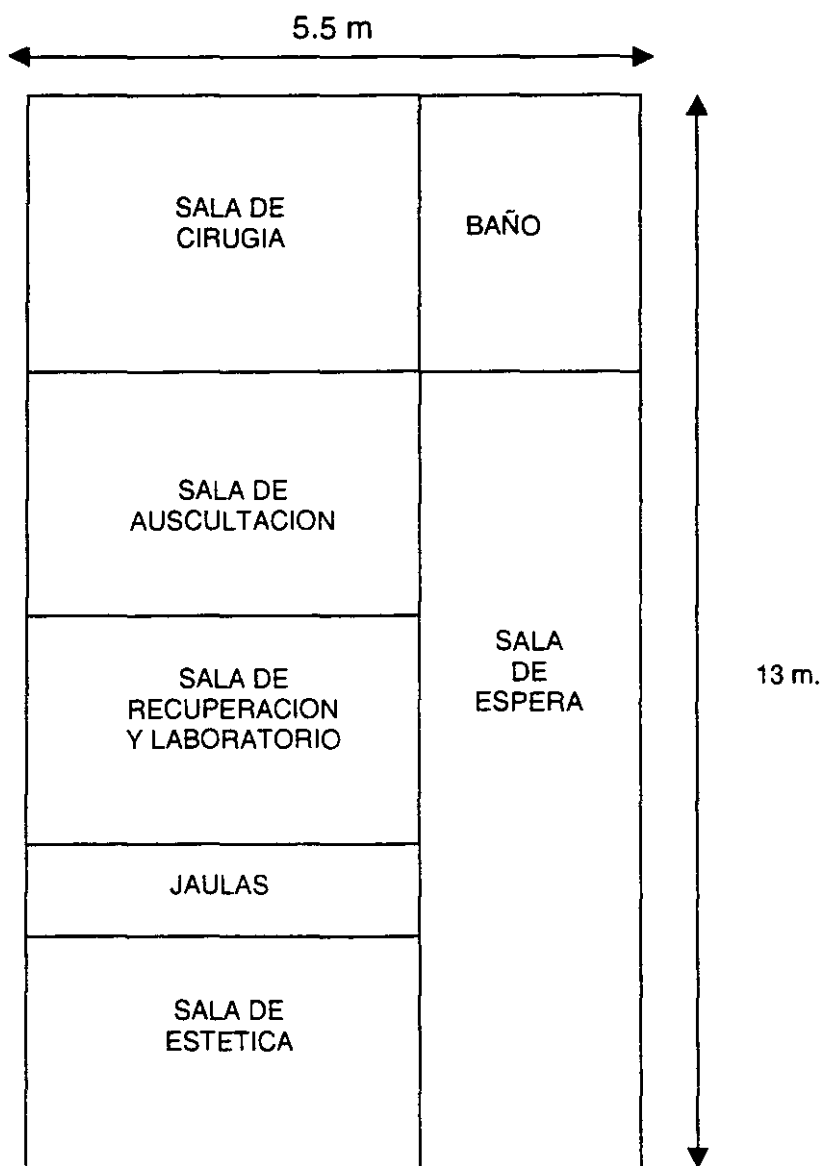 5.5 m
SALA DE
CIRUGIA
BAÑO
SALA DE
AUSCULTACION
SALA
DE
ESPERA
13 m.
SALA DE
RECUPERACION
Y LABORATORIO
JAULAS
SALA DE
ESTETICA